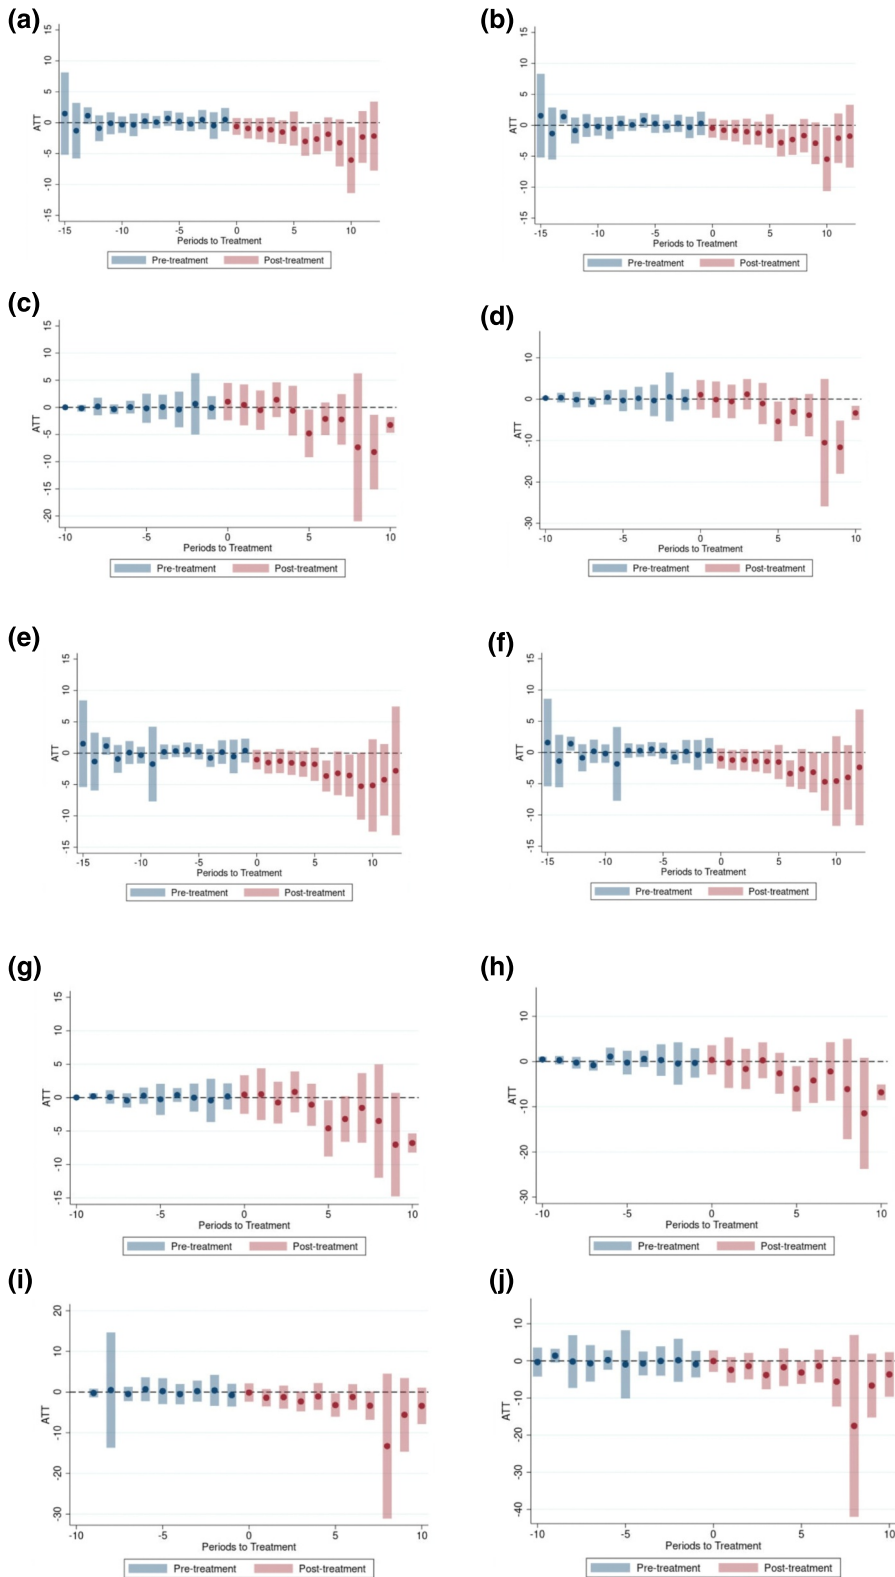 (a)
15
10
5
0
-5
-10
-15
ATT
-15 -10 -5 0 5 10
Periods to Treatment
Pre-treatment Post-treatment
(b)
15
10
5
0
-5
-10
-15
ATT
-15 -10 -5 0 5 10
Periods to Treatment
Pre-treatment Post-treatment
(c)
15
10
5
0
-5
-10
-15
-20
ATT
-10 -5 0 5 10
Periods to Treatment
Pre-treatment Post-treatment
(d)
10
0
-10
-20
-30
ATT
-10 -5 0 5 10
Periods to Treatment
Pre-treatment Post-treatment
(e)
15
10
5
0
-5
-10
-15
ATT
-15 -10 -5 0 5 10
Periods to Treatment
Pre-treatment Post-treatment
(f)
15
10
5
0
-5
-10
-15
ATT
-15 -10 -5 0 5 10
Periods to Treatment
Pre-treatment Post-treatment
(g)
15
10
5
0
-5
-10
-15
ATT
-10 -5 0 5 10
Periods to Treatment
Pre-treatment Post-treatment
(h)
10
0
-10
-20
-30
ATT
-10 -5 0 5 10
Periods to Treatment
Pre-treatment Post-treatment
(i)
20
10
0
-10
-20
-30
ATT
-10 -5 0 5 10
Periods to Treatment
Pre-treatment Post-treatment
(j)
10
0
-10
-20
-30
-40
ATT
-10 -5 0 5 10
Periods to Treatment
Pre-treatment Post-treatment